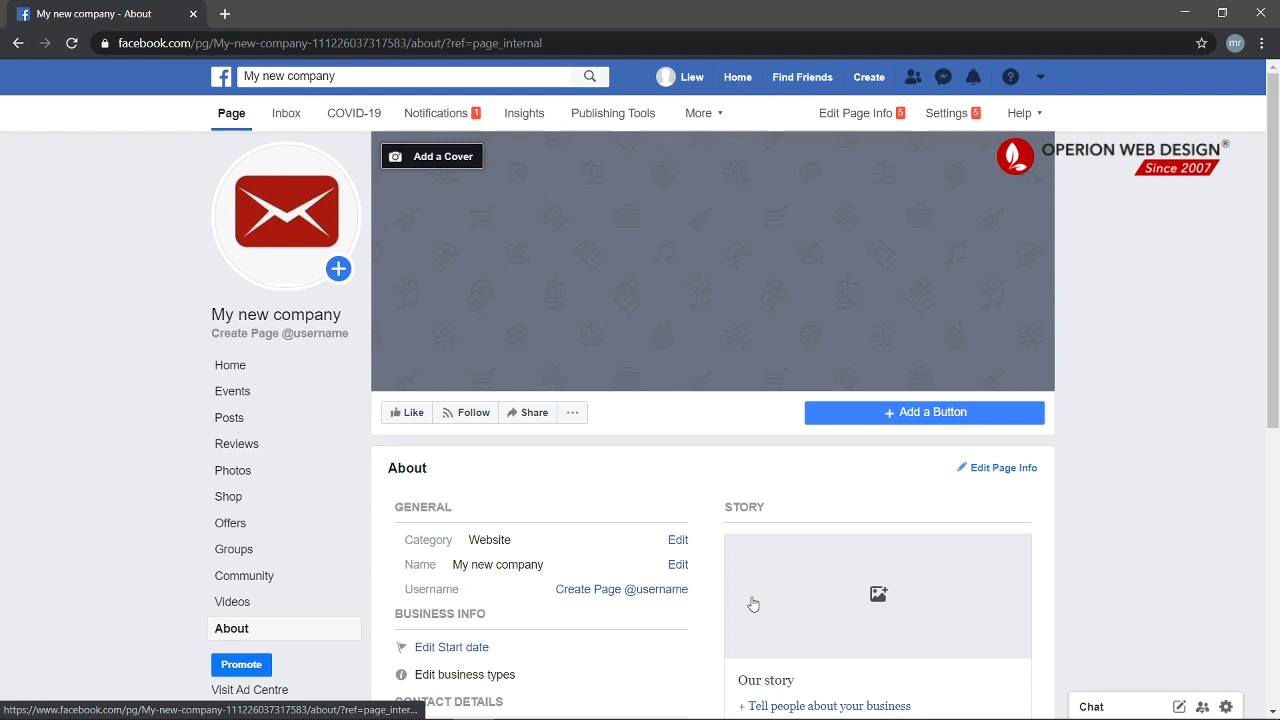 My new company - About
facebook.com/pg/My-new-company-111226037317583/about/?ref=page_internal
mr
My new company
Liew Home Find Friends Create
Page Inbox COVID-19 Notifications 1 Insights Publishing Tools More Edit Page Info 5 Settings 5 Help
Add a Cover
OPERION WEB DESIGN®
Since 2007
My new company
Create Page @username
Home
Events
Posts
Reviews
Photos
Shop
Offers
Groups
Community
Videos
About
Promote
Visit Ad Centre
Like Follow Share ...
+ Add a Button
About
Edit Page Info
GENERAL
Category Website Edit
Name My new company Edit
Username Create Page @username
BUSINESS INFO
Edit Start date
Edit business types
CONTACT DETAILS
STORY
Our story
+ Tell people about your business
Chat
https://www.facebook.com/pg/My-new-company-111226037317583/about/?ref=page_inter...